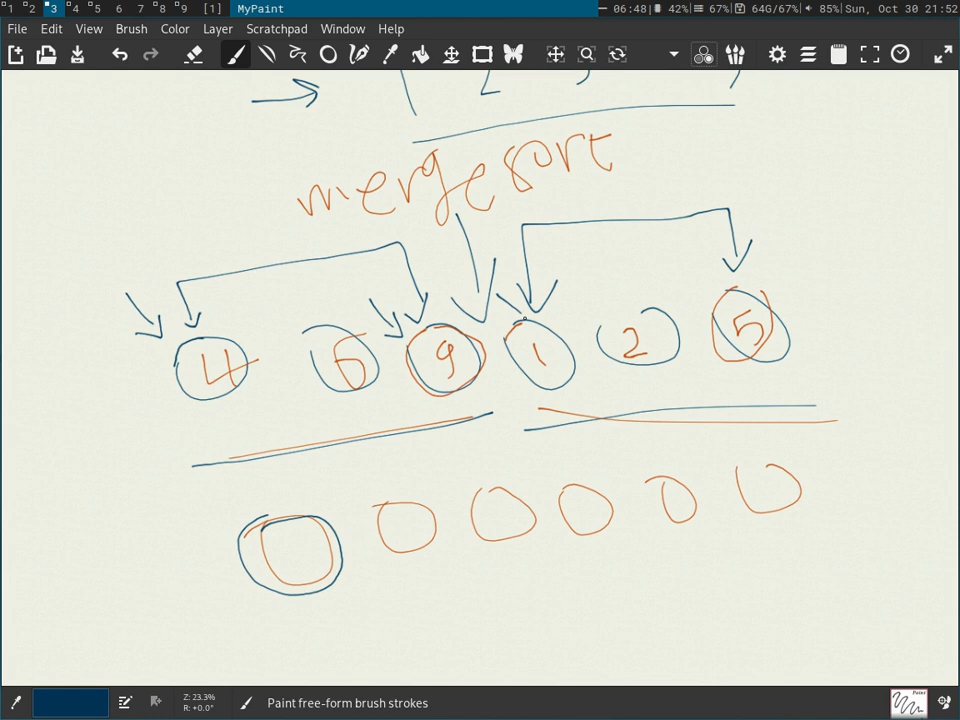 1 2 3 4 5 6 7 8 9 [1] MyPaint 06:48 42% 67% 64G/67% 85% Sun, Oct 30 21:52
File Edit View Brush Color Layer Scratchpad Window Help
mergesort
4 6 9 1 2 5
Z: 23.3%
R: +0.0°
Paint free-form brush strokes